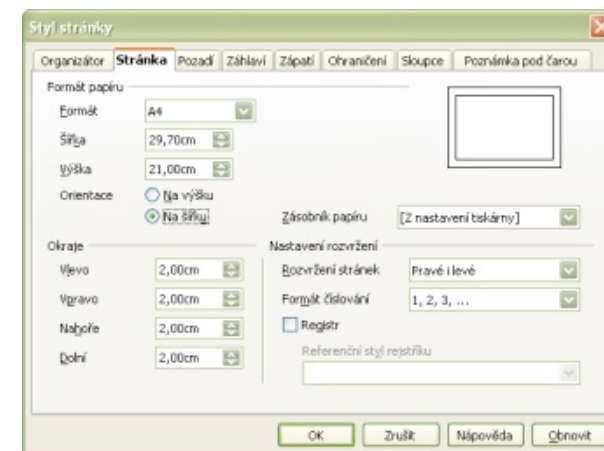 Styl stránky
Organizátor Stránka Pozadí Záhlaví Zápatí Ohraničení Sloupce Poznámka pod čarou
Formát papíru
Formát A4
Šířka 29,70cm
Výška 21,00cm
Orientace Na výšku
Na šířku Zásobník papíru [Z nastavení tiskárny]
Okraje Nastavení rozvržení
Vlevo 2,00cm Rozvržení stránek Pravé i levé
Vpravo 2,00cm Formát číslování 1, 2, 3, ...
Nahoře 2,00cm Registr
Dolní 2,00cm Referenční styl rejstříku
OK Zrušit Nápověda Obnovit